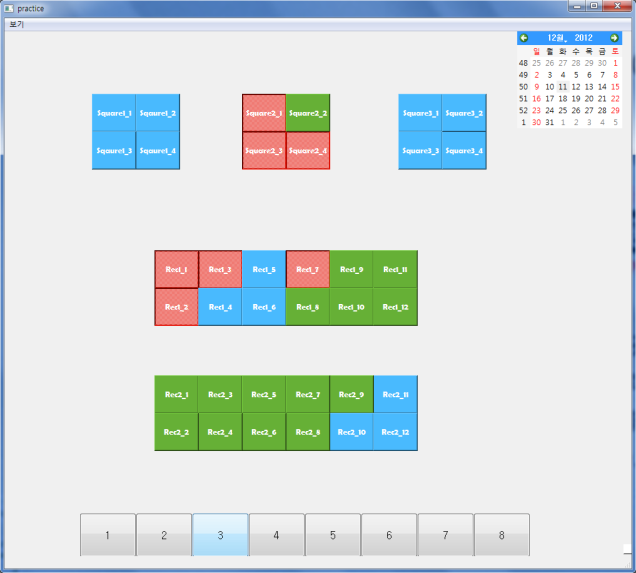 practice
보기
12월, 2012
일 월 화 수 목 금 토
48 25 26 27 28 29 30 1
49 2 3 4 5 6 7 8
50 9 10 11 12 13 14 15
51 16 17 18 19 20 21 22
52 23 24 25 26 27 28 29
1 30 31 1 2 3 4 5
Sqaure1_1 Sqaure1_2 Square2_1 Square2_2 Square3_1 Square3_2
Sqaure1_3 Sqaure1_4 Square2_3 Square2_4 Square3_3 Square3_4
Rec1_1 Rec1_3 Rec1_5 Rec1_7 Rec1_9 Rec1_11
Rec1_2 Rec1_4 Rec1_6 Rec1_8 Rec1_10 Rec1_12
Rec2_1 Rec2_3 Rec2_5 Rec2_7 Rec2_9 Rec2_11
Rec2_2 Rec2_4 Rec2_6 Rec2_8 Rec2_10 Rec2_12
1 2 3 4 5 6 7 8